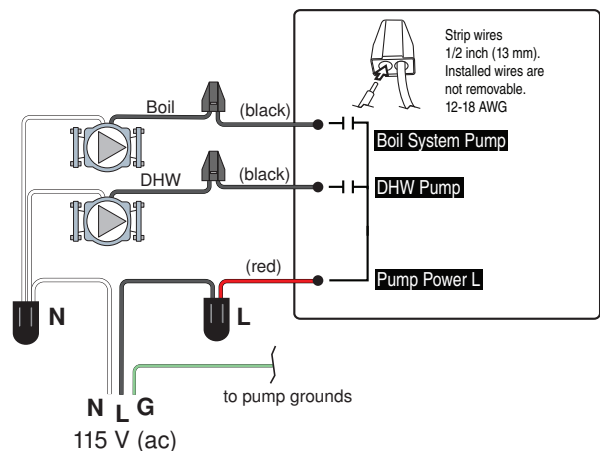 Strip wires
1/2 inch (13 mm).
Installed wires are
not removable.
12-18 AWG
Boil
(black)
Boil System Pump
DHW
(black)
DHW Pump
(red)
Pump Power L
N
L
to pump grounds
N L G
115 V (ac)